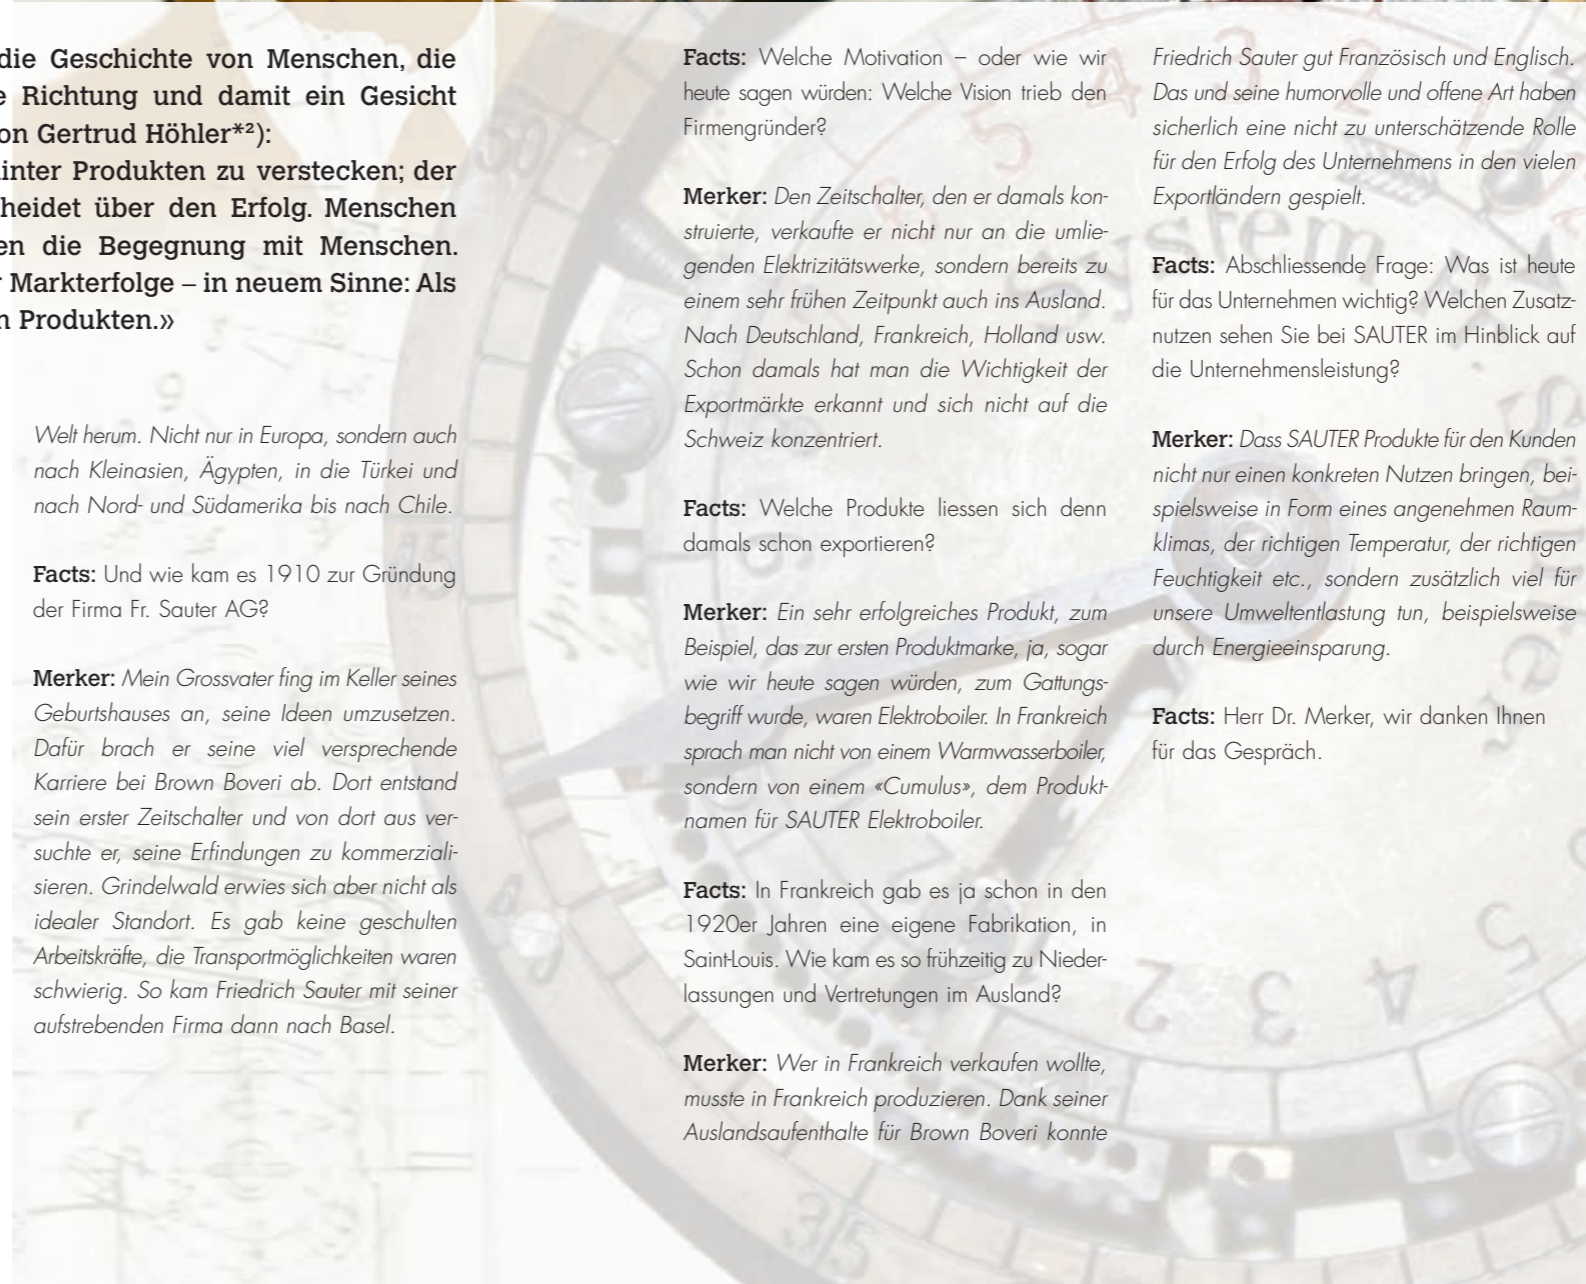 die Geschichte von Menschen, die
e Richtung und damit ein Gesicht
on Gertrud Höhler*²):
inter Produkten zu verstecken; der
heidet über den Erfolg. Menschen
en die Begegnung mit Menschen.
r Markterfolge – in neuem Sinne: Als
n Produkten.»
Welt herum. Nicht nur in Europa, sondern auch
nach Kleinasien, Ägypten, in die Türkei und
nach Nord- und Südamerika bis nach Chile.
Facts: Und wie kam es 1910 zur Gründung
der Firma Fr. Sauter AG?
Merker: Mein Grossvater fing im Keller seines
Geburtshauses an, seine Ideen umzusetzen.
Dafür brach er seine viel versprechende
Karriere bei Brown Boveri ab. Dort entstand
sein erster Zeitschalter und von dort aus ver-
suchte er, seine Erfindungen zu kommerziali-
sieren. Grindelwald erwies sich aber nicht als
idealer Standort. Es gab keine geschulten
Arbeitskräfte, die Transportmöglichkeiten waren
schwierig. So kam Friedrich Sauter mit seiner
aufstrebenden Firma dann nach Basel.
Facts: Welche Motivation – oder wie wir
heute sagen würden: Welche Vision trieb den
Firmengründer?
Merker: Den Zeitschalter, den er damals kon-
struierte, verkaufte er nicht nur an die umlie-
genden Elektrizitätswerke, sondern bereits zu
einem sehr frühen Zeitpunkt auch ins Ausland.
Nach Deutschland, Frankreich, Holland usw.
Schon damals hat man die Wichtigkeit der
Exportmärkte erkannt und sich nicht auf die
Schweiz konzentriert.
Facts: Welche Produkte liessen sich denn
damals schon exportieren?
Merker: Ein sehr erfolgreiches Produkt, zum
Beispiel, das zur ersten Produktmarke, ja, sogar
wie wir heute sagen würden, zum Gattungs-
begriff wurde, waren Elektroboiler. In Frankreich
sprach man nicht von einem Warmwasserboiler,
sondern von einem «Cumulus», dem Produkt-
namen für SAUTER Elektroboiler.
Facts: In Frankreich gab es ja schon in den
1920er Jahren eine eigene Fabrikation, in
Saint-Louis. Wie kam es so frühzeitig zu Nieder-
lassungen und Vertretungen im Ausland?
Merker: Wer in Frankreich verkaufen wollte,
musste in Frankreich produzieren. Dank seiner
Auslandsaufenthalte für Brown Boveri konnte
Friedrich Sauter gut Französisch und Englisch.
Das und seine humorvolle und offene Art haben
sicherlich eine nicht zu unterschätzende Rolle
für den Erfolg des Unternehmens in den vielen
Exportländern gespielt.
Facts: Abschliessende Frage: Was ist heute
für das Unternehmen wichtig? Welchen Zusatz-
nutzen sehen Sie bei SAUTER im Hinblick auf
die Unternehmensleistung?
Merker: Dass SAUTER Produkte für den Kunden
nicht nur einen konkreten Nutzen bringen, bei-
spielsweise in Form eines angenehmen Raum-
klimas, der richtigen Temperatur, der richtigen
Feuchtigkeit etc., sondern zusätzlich viel für
unsere Umweltentlastung tun, beispielsweise
durch Energieeinsparung.
Facts: Herr Dr. Merker, wir danken Ihnen
für das Gespräch.
System Fr. Sauter
45
35
5
4
3
2